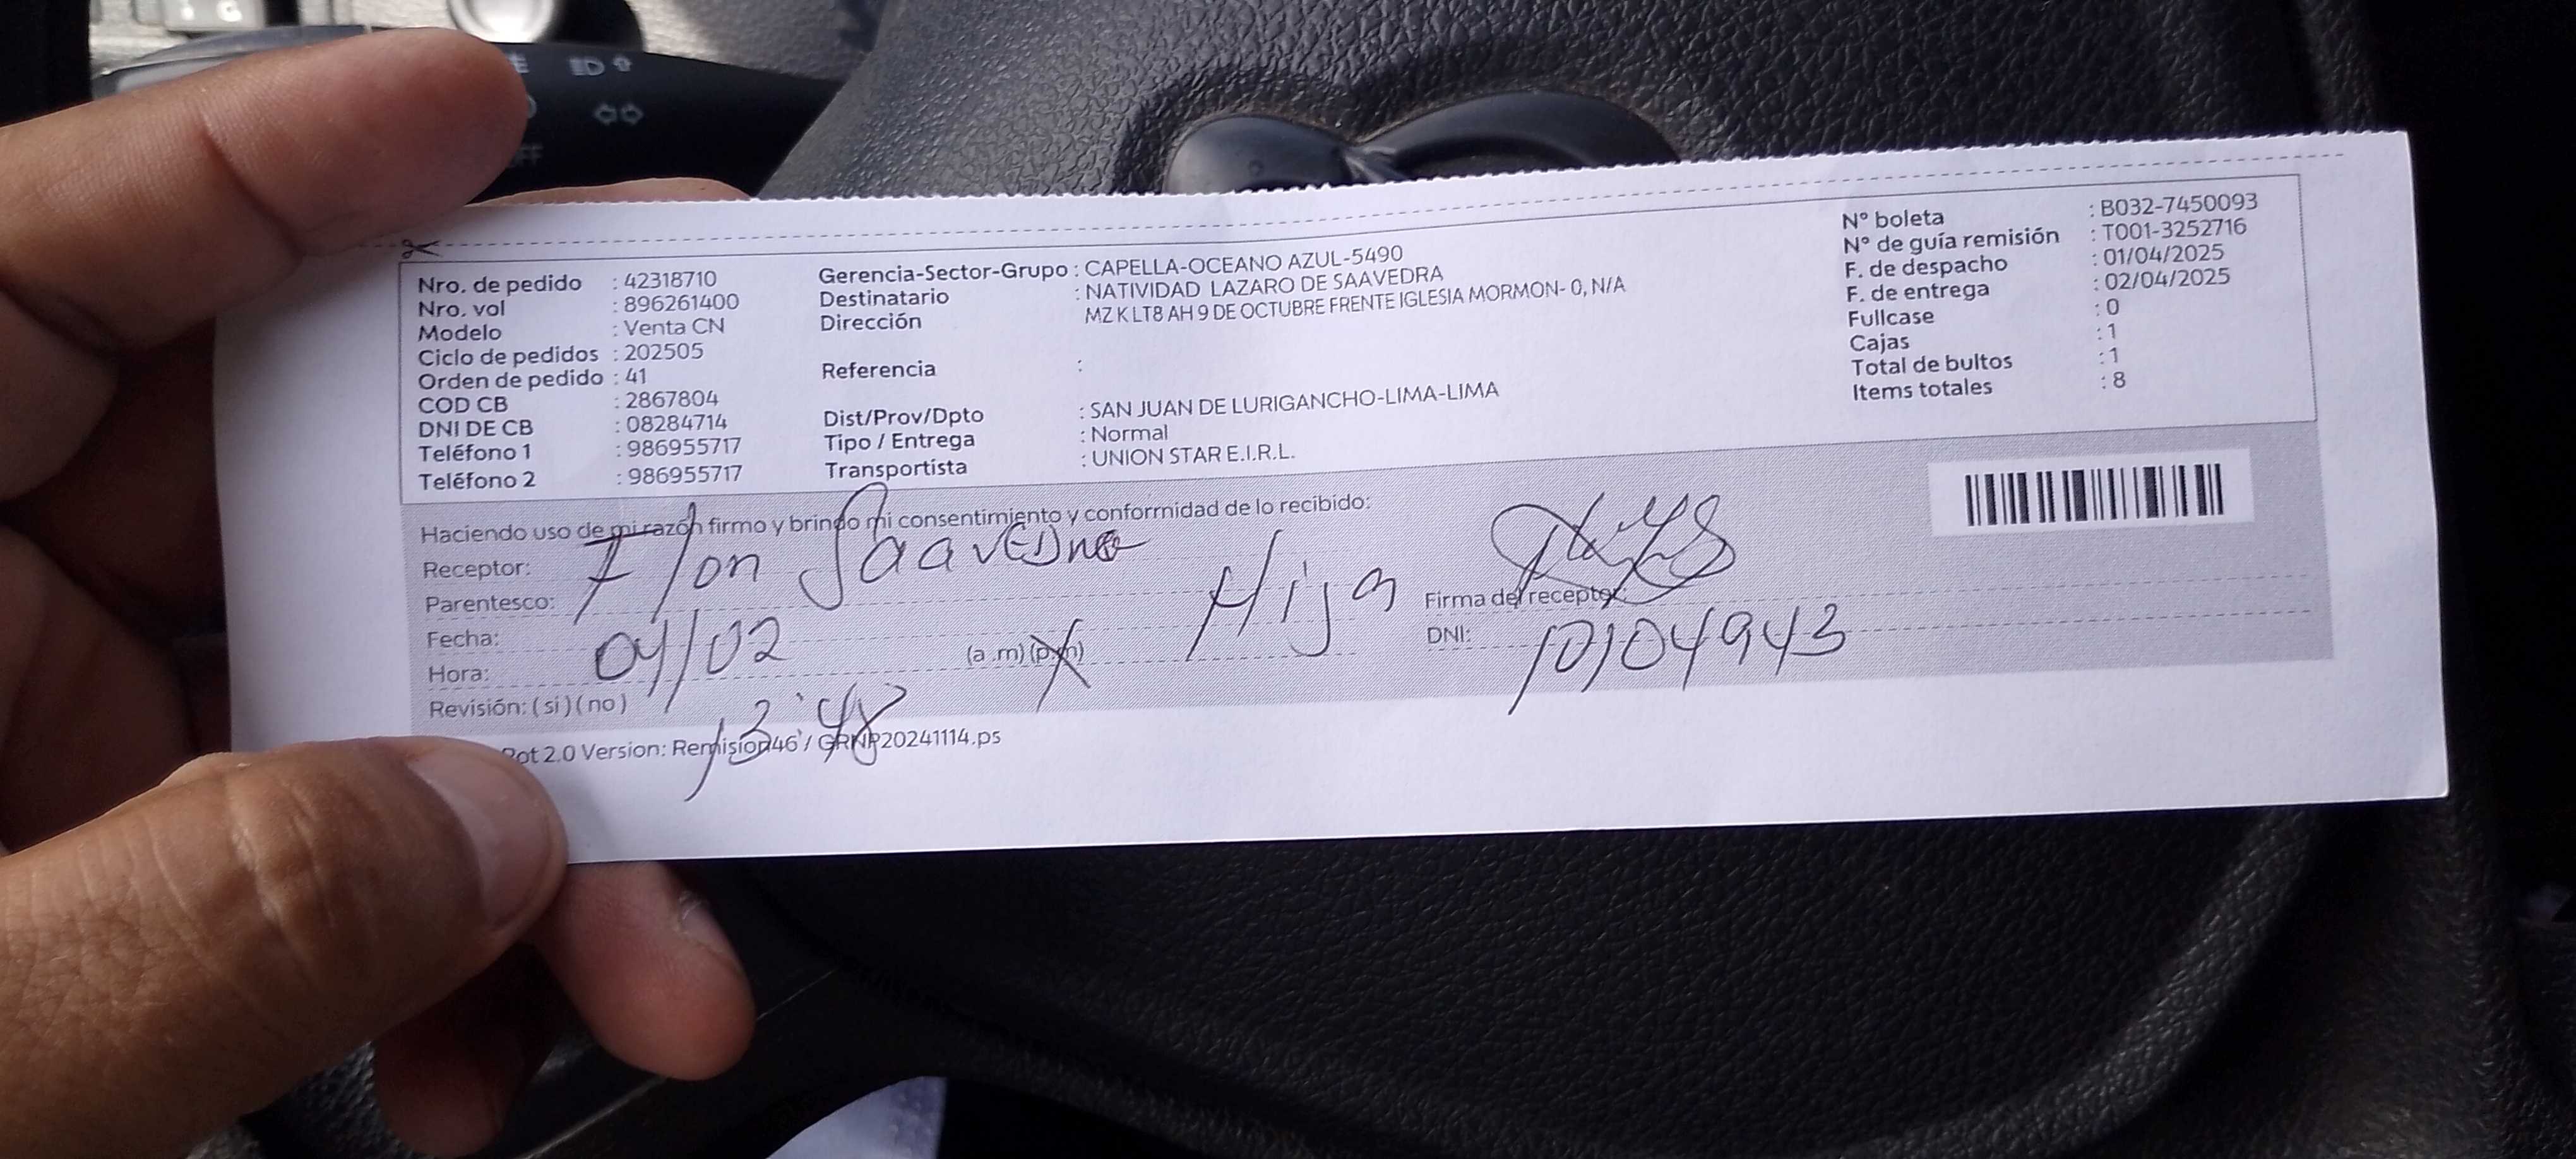 Nro. de pedido : 42318710
Nro. vol : 896261400
Modelo : Venta CN
Ciclo de pedidos : 202505
Orden de pedido : 41
COD CB : 2867804
DNI DE CB : 08284714
Teléfono 1 : 986955717
Teléfono 2 : 986955717
Gerencia-Sector-Grupo : CAPELLA-OCEANO AZUL-5490
Destinatario : NATIVIDAD LAZARO DE SAAVEDRA
Dirección MZ K LT8 AH 9 DE OCTUBRE FRENTE IGLESIA MORMON- 0, N/A
Referencia :
Dist/Prov/Dpto : SAN JUAN DE LURIGANCHO-LIMA-LIMA
Tipo / Entrega : Normal
Transportista : UNION STAR E.I.R.L.
N° boleta : B032-7450093
N° de guía remisión : T001-3252716
F. de despacho : 01/04/2025
F. de entrega : 02/04/2025
Fullcase : 0
Cajas : 1
Total de bultos : 1
Items totales : 8
Haciendo uso de mi razón firmo y brindo mi consentimiento y conformidad de lo recibido:
Receptor: Flor Saavedra
Parentesco: Hija
Firma del receptor:
Fecha: 04/02
DNI: 10104943
Hora: 13:48 (a.m) (p.m)
Revisión: ( si ) ( no )
2.0 Version: Remision46 / GRNP20241114.ps